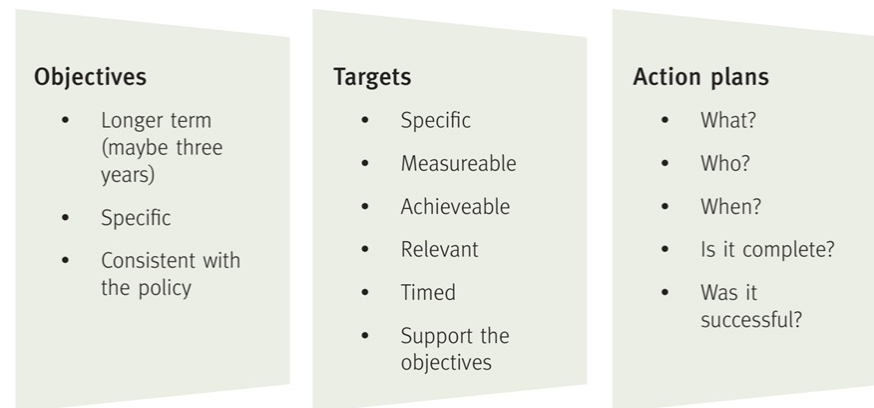 Objectives
• Longer term
(maybe three
years)
• Specific
• Consistent with
the policy
Targets
• Specific
• Measureable
• Achieveable
• Relevant
• Timed
• Support the
objectives
Action plans
• What?
• Who?
• When?
• Is it complete?
• Was it
successful?